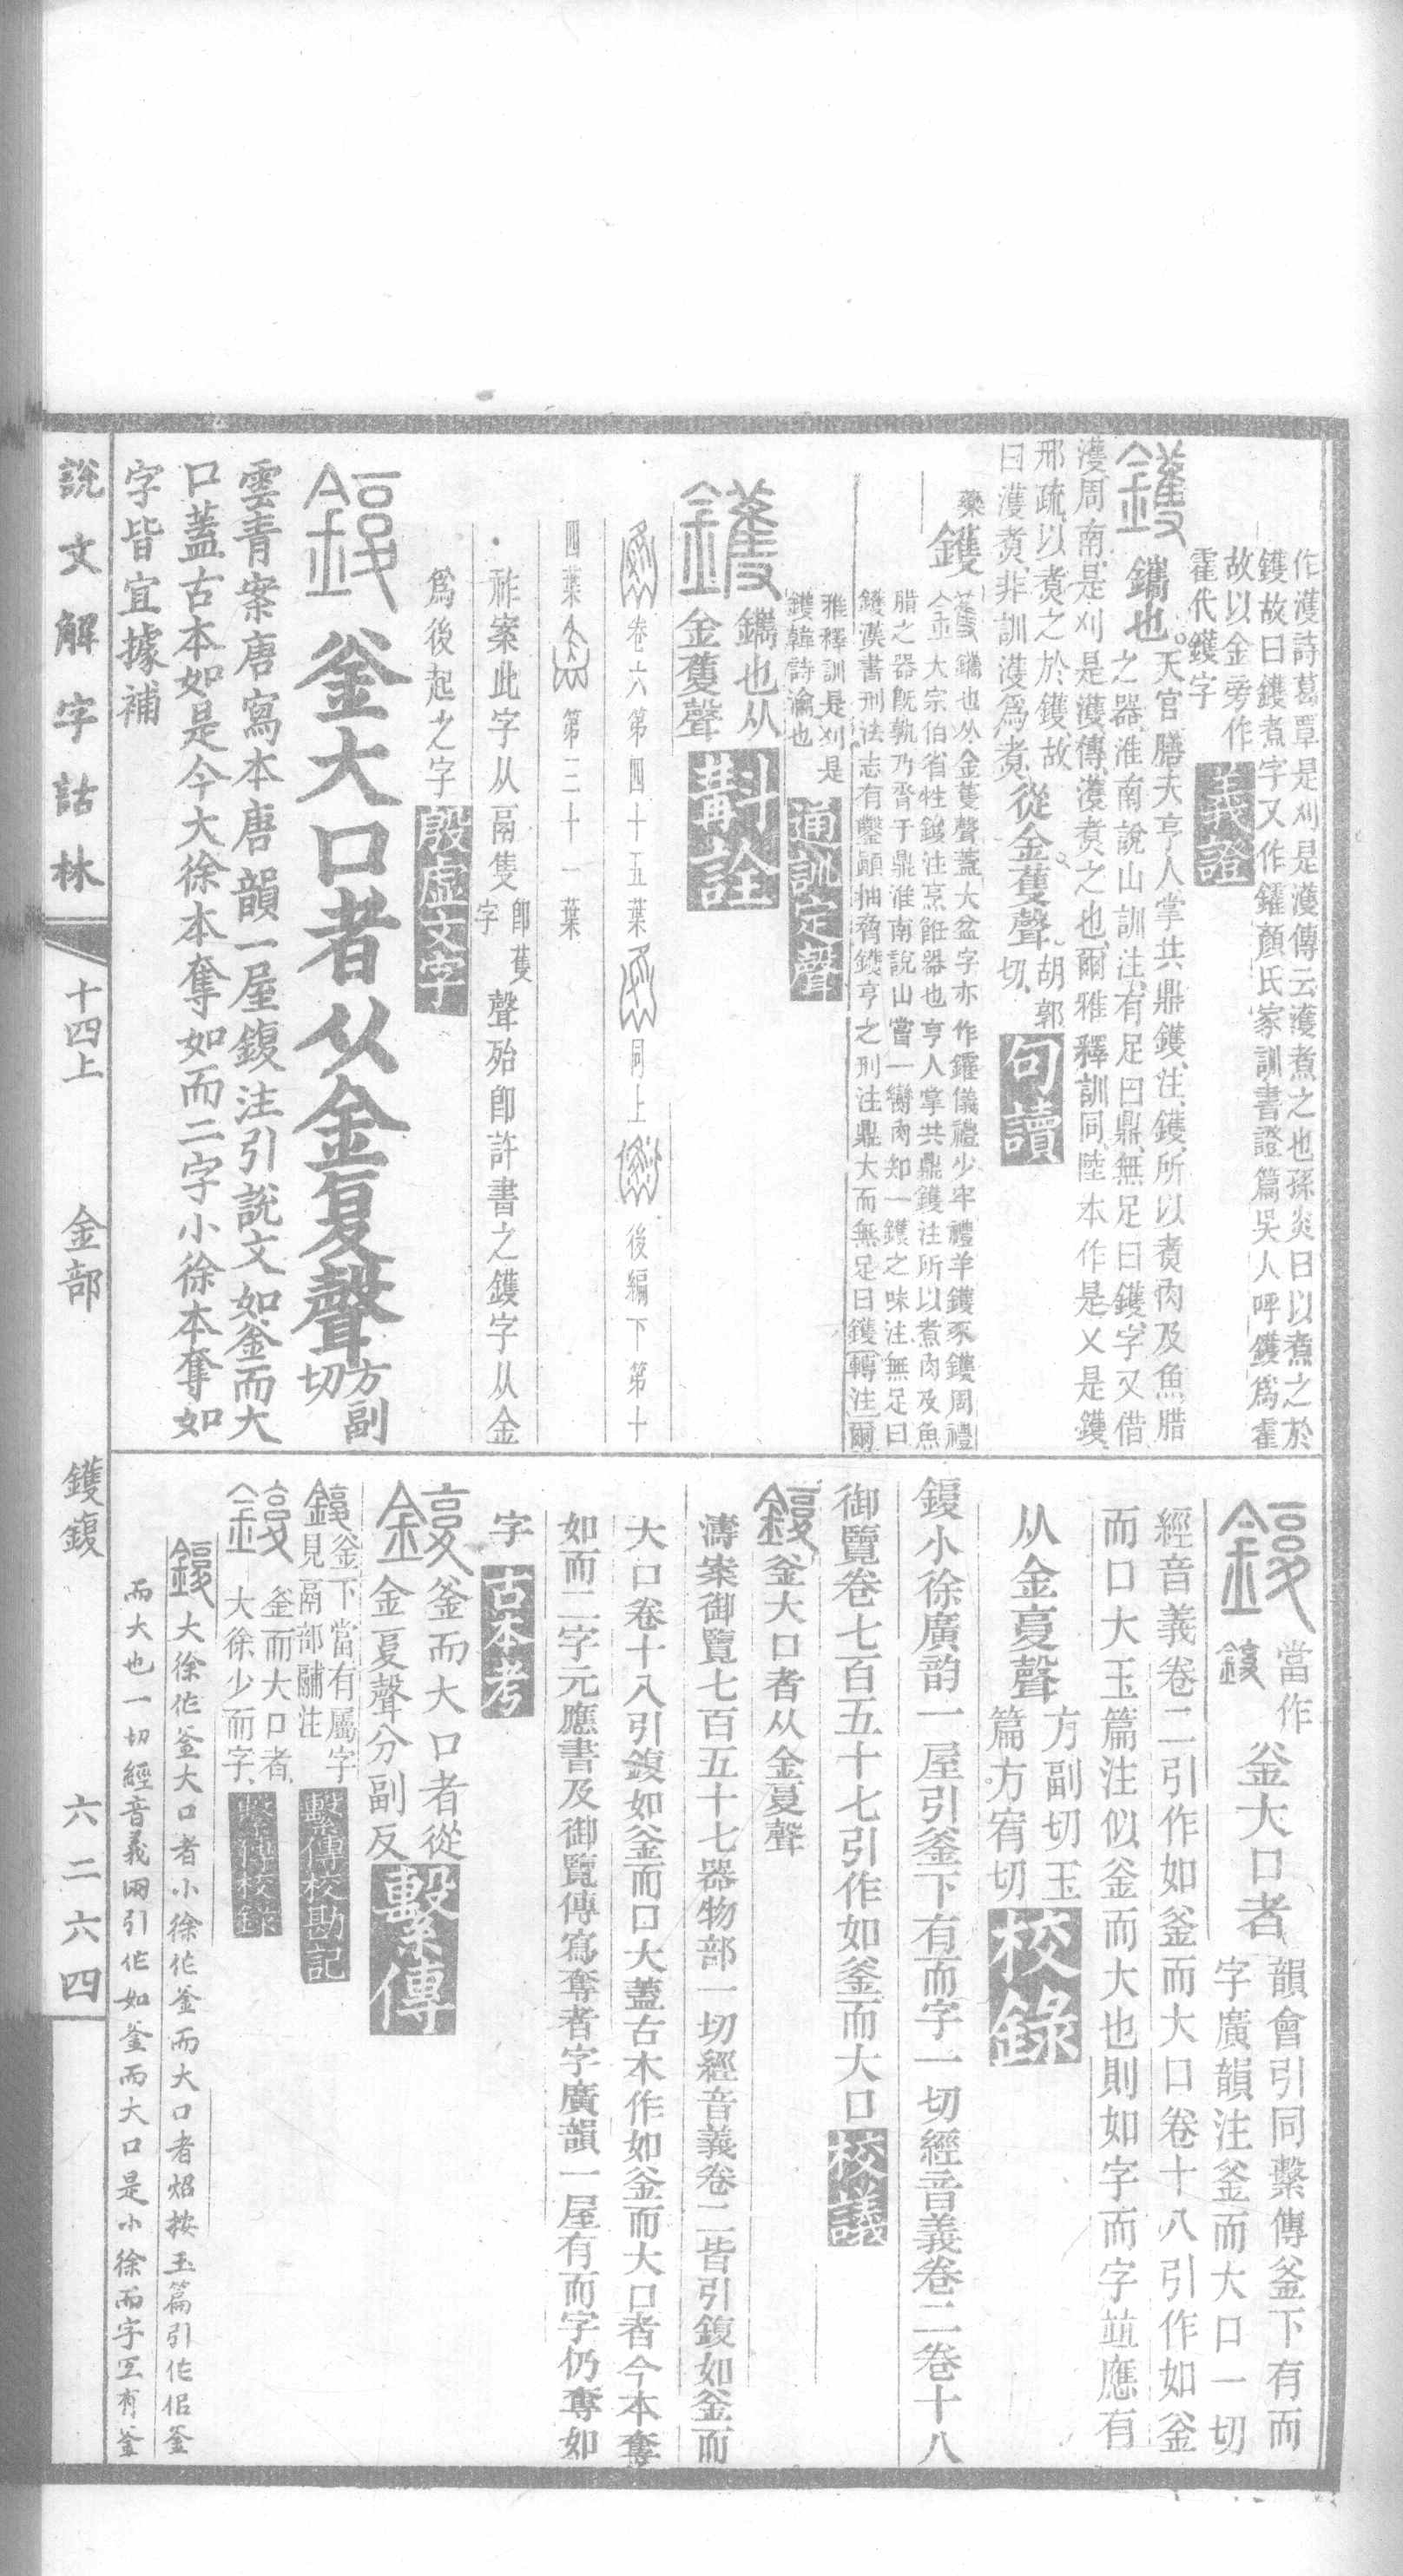 作濩詩葛覃是刈是濩傳云濩煮之也孫炎曰以煮之於
鑊故曰鑊煮字又作鑵顏氏家訓書證篇吳人呼鑊爲霍
故以金旁作
霍代鑊字
義證
鑊
鑴也
天官膳夫亨人掌共鼎鑊注鑊所以煮肉及魚腊
之器淮南說山訓注有足曰鼎無足曰鑊字又借
濩周南是刈是濩傳濩煮之也爾雅釋訓同陸本作是乂是鑊
邢疏以煮之於鑊故
曰濩煮非訓濩爲煮
從金蒦聲
胡郭切
句讀
藥
鑊
鑊鑴也从金蒦聲蓋大盆字亦作鑵儀禮少牢禮羊鑊豕鑊周禮
大宗伯省牲鑊注烹飪器也亨人掌共鼎鑊注所以煮肉及魚
腊之器既孰乃脀于鼎淮南說山嘗一臠肉知一鑊之味注無足曰
鑊漢書刑法志有鑿顚抽脅鑊亨之刑注鼎大而無足曰鑊轉注爾
雅釋訓是刈是
鑊韓詩瀹也
通訓定聲
鑊
鑴也从
金蒦聲
斠詮
卷六第四十五葉
同上
後編下第十
四葉
第三十一葉
祚案此字从鬲隻
卽蒦字
聲殆卽許書之鑊字从金
爲後起之字
殷虛文字
鍑
釜大口者从金复聲
方副切
雲青案唐寫本唐韻一屋鍑注引說文如釜而大
口蓋古本如是今大徐本奪如而二字小徐本奪如
字皆宜據補
說文解字詁林
十四上
金部
鑊鍑
六二六四
鍑
當作鍑
釜大口者
韻會引同繫傳釜下有而
字廣韻注釜而大口一切
經音義卷二引作如釜而大口卷十八引作如釜
而口大玉篇注似釜而大也則如字而字竝應有
从金复聲
方副切玉
篇方宥切
校錄
鍑小徐廣韵一屋引釜下有而字一切經音義卷二卷十八
御覽卷七百五十七引作如釜而大口
校議
鍑
釜大口者从金夏聲
濤案御覽七百五十七器物部一切經音義卷二皆引鍑如釜而
大口卷十八引鍑如釜而口大蓋古木作如釜而大口者今本奪
如而二字元應書及御覽傳寫奪者字廣韻一屋有而字仍奪如
字
古本考
鍑
釜而大口者從
金复聲分副反
繫傳
鍑
釜下當有屬字
見鬲部鬴注
繫傳校勘記
鍑
釜而大口者
大徐少而字
繫傳校錄
鍑
大徐作釜大口者小徐作釜而大口者炤按玉篇引作似釜
而大也一切經音義兩引作如釜而大口是小徐而字互有釜